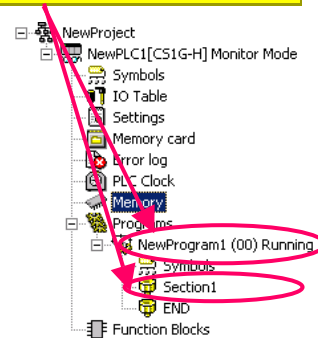 NewProject
NewPLC1[CS1G-H] Monitor Mode
Symbols
IO Table
Settings
Memory card
Error log
PLC Clock
Memory
Programs
NewProgram1 (00) Running
Symbols
Section1
END
Function Blocks